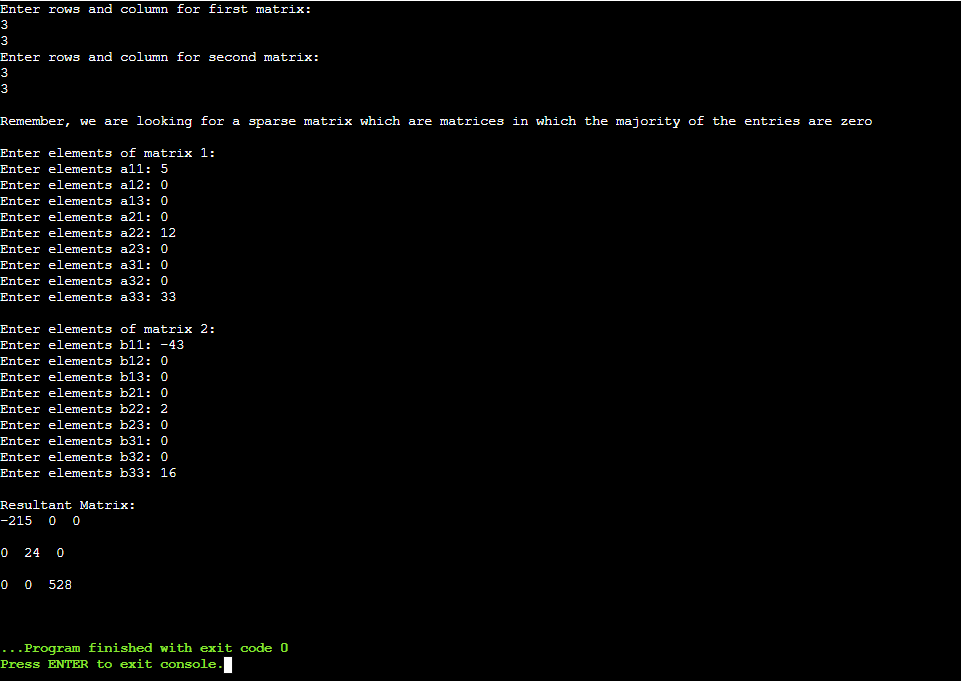 Enter rows and column for first matrix:
3
3
Enter rows and column for second matrix:
3
3
Remember, we are looking for a sparse matrix which are matrices in which the majority of the entries are zero
Enter elements of matrix 1:
Enter elements a11: 5
Enter elements a12: 0
Enter elements a13: 0
Enter elements a21: 0
Enter elements a22: 12
Enter elements a23: 0
Enter elements a31: 0
Enter elements a32: 0
Enter elements a33: 33
Enter elements of matrix 2:
Enter elements b11: -43
Enter elements b12: 0
Enter elements b13: 0
Enter elements b21: 0
Enter elements b22: 2
Enter elements b23: 0
Enter elements b31: 0
Enter elements b32: 0
Enter elements b33: 16
Resultant Matrix:
-215  0  0
0  24  0
0  0  528
...Program finished with exit code 0
Press ENTER to exit console.